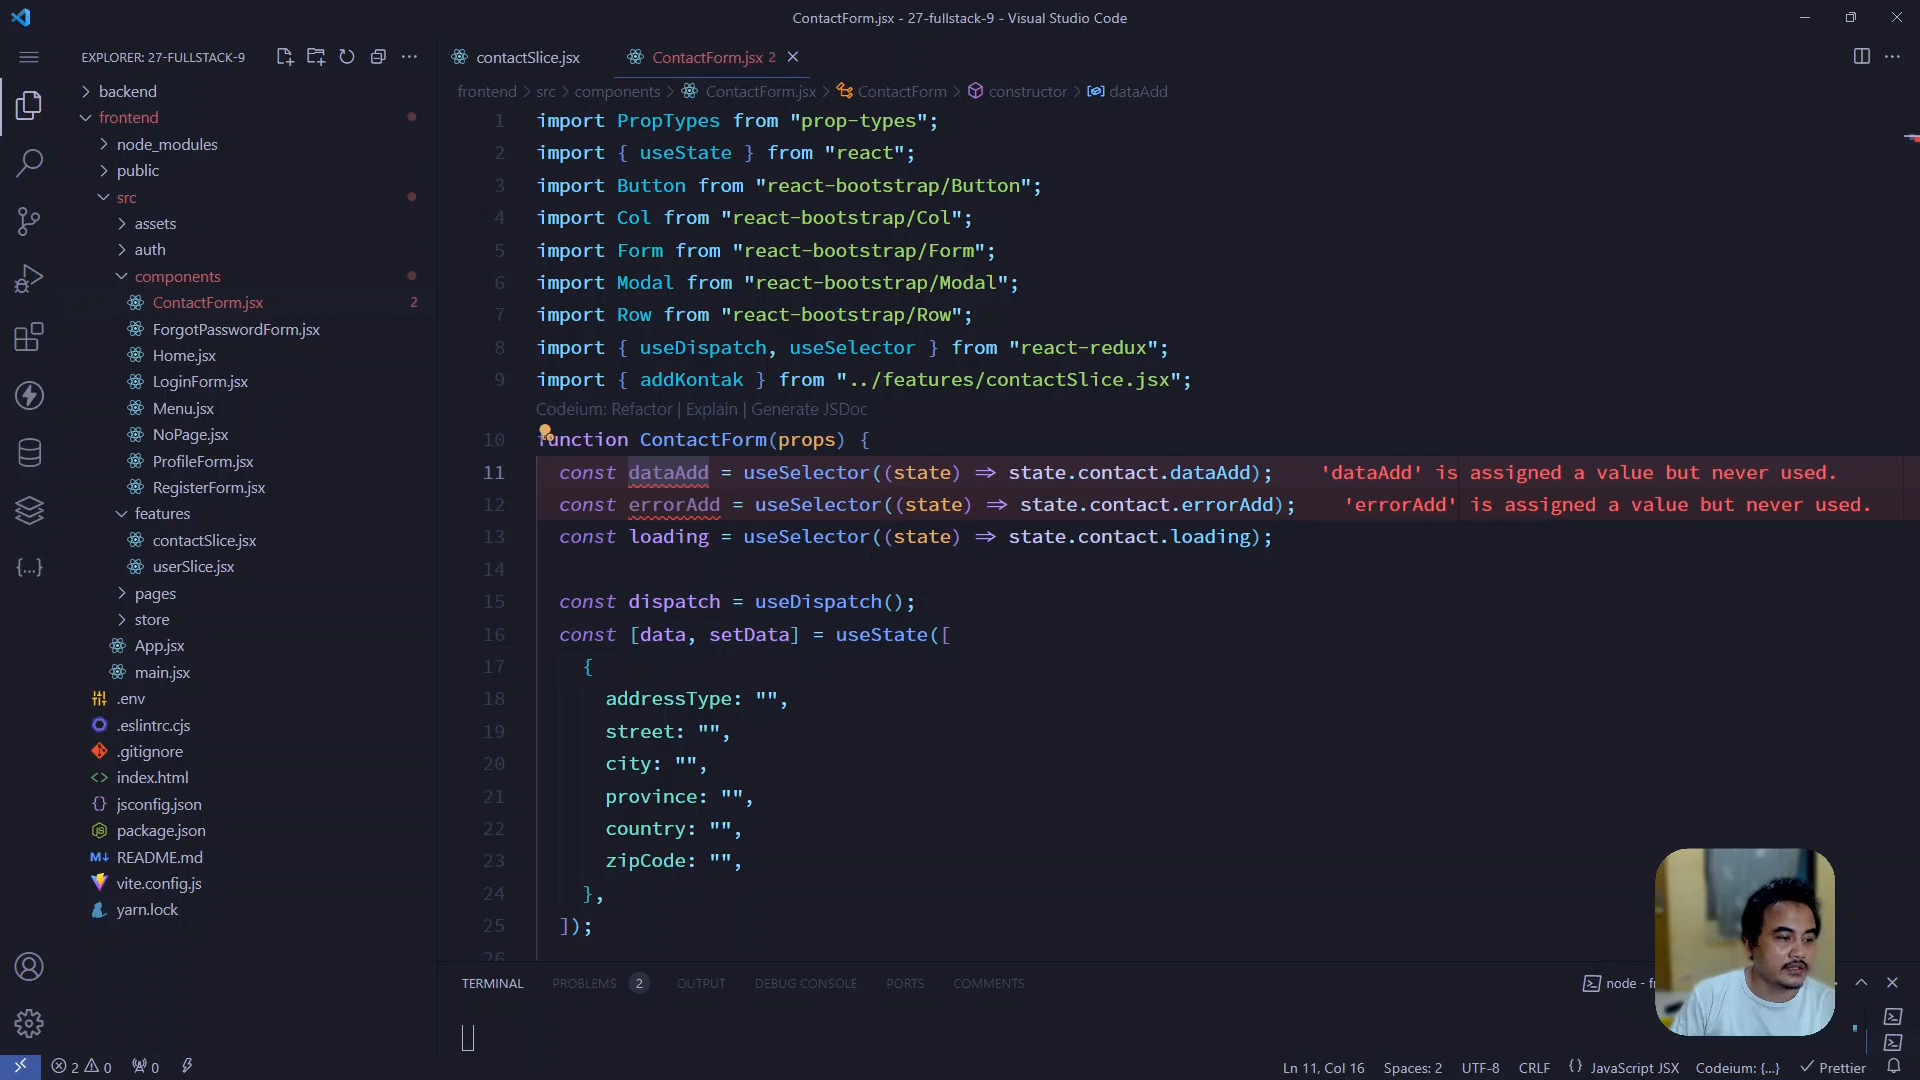 ContactForm.jsx - 27-fullstack-9 - Visual Studio Code
EXPLORER: 27-FULLSTACK-9
backend
frontend
node_modules
public
src
assets
auth
components
ContactForm.jsx 2
ForgotPasswordForm.jsx
Home.jsx
LoginForm.jsx
Menu.jsx
NoPage.jsx
ProfileForm.jsx
RegisterForm.jsx
features
contactSlice.jsx
userSlice.jsx
pages
store
App.jsx
main.jsx
.env
.eslintrc.cjs
.gitignore
index.html
jsconfig.json
package.json
README.md
vite.config.js
yarn.lock
contactSlice.jsx ContactForm.jsx 2
frontend > src > components > ContactForm.jsx > ContactForm > constructor > dataAdd
1 import PropTypes from "prop-types";
2 import { useState } from "react";
3 import Button from "react-bootstrap/Button";
4 import Col from "react-bootstrap/Col";
5 import Form from "react-bootstrap/Form";
6 import Modal from "react-bootstrap/Modal";
7 import Row from "react-bootstrap/Row";
8 import { useDispatch, useSelector } from "react-redux";
9 import { addKontak } from "../features/contactSlice.jsx";
Codeium: Refactor | Explain | Generate JSDoc
10 function ContactForm(props) {
11 const dataAdd = useSelector((state) => state.contact.dataAdd); 'dataAdd' is assigned a value but never used.
12 const errorAdd = useSelector((state) => state.contact.errorAdd); 'errorAdd' is assigned a value but never used.
13 const loading = useSelector((state) => state.contact.loading);
14
15 const dispatch = useDispatch();
16 const [data, setData] = useState([
17 {
18 addressType: "",
19 street: "",
20 city: "",
21 province: "",
22 country: "",
23 zipCode: "",
24 },
25 ]);
26
TERMINAL PROBLEMS 2 OUTPUT DEBUG CONSOLE PORTS COMMENTS
node - 
2 0 0 Ln 11, Col 16 Spaces: 2 UTF-8 CRLF {} JavaScript JSX Codeium: {...} Prettier